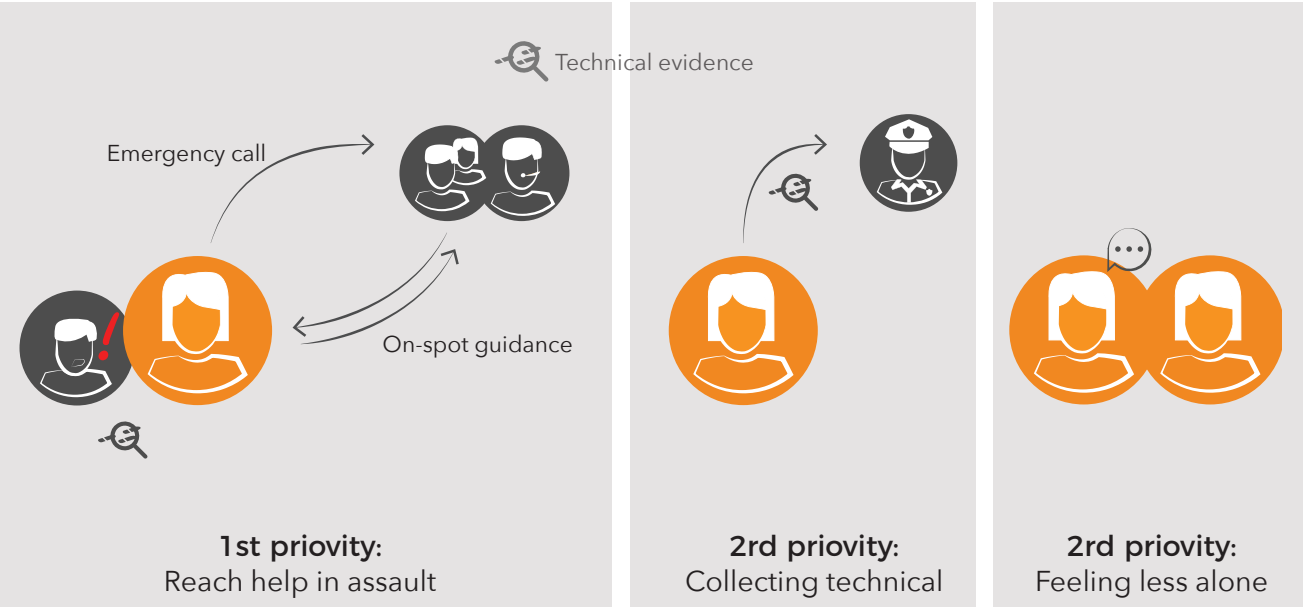 Technical evidence
Emergency call
On-spot guidance
1st priovity:
Reach help in assault
2rd priovity:
Collecting technical
2rd priovity:
Feeling less alone